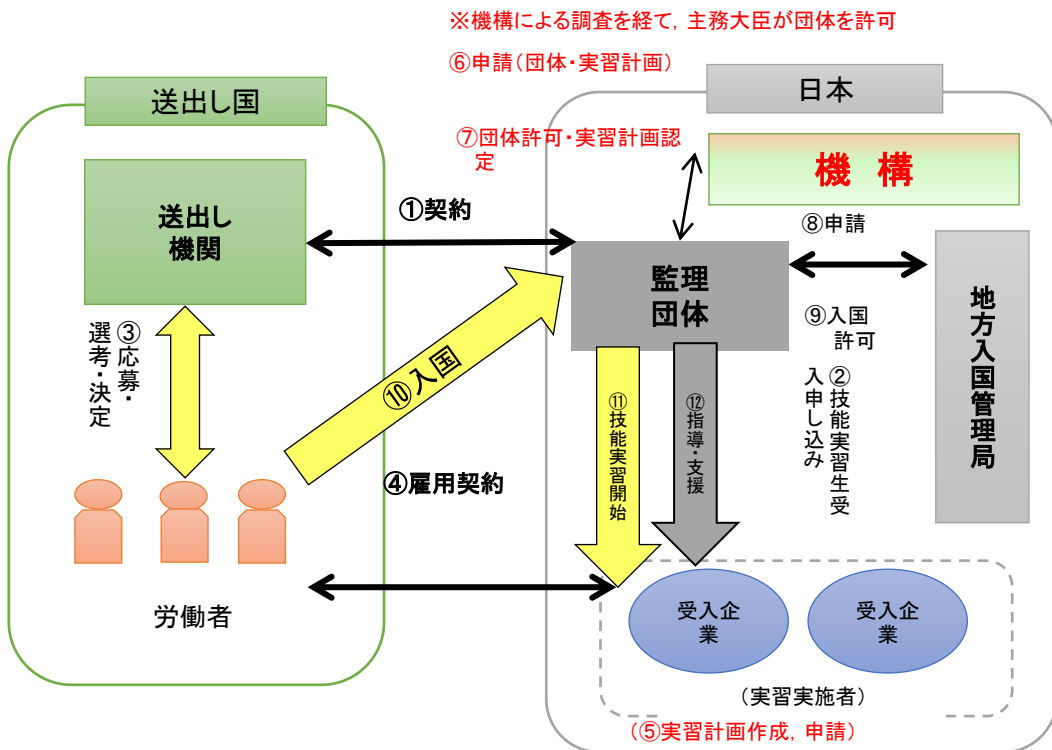 ※機構による調査を経て，主務大臣が団体を許可
⑥申請（団体・実習計画）
送出し国
日本
⑦団体許可・実習計画認
定
機 構
送出し
機関
①契約
⑧申請
監理
団体
地方入国管理局
③応募・
選考・決定
⑩入国
⑨入国
許可
②技能実習生受
入申し込み
⑪技能実習開始
⑫指導・支援
④雇用契約
労働者
受入企
業
受入企
業
（実習実施者）
（⑤実習計画作成，申請）